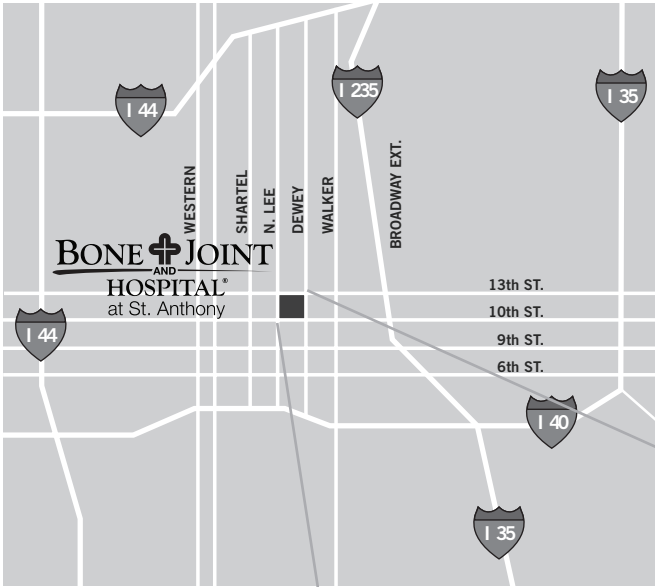 I 44
I 235
I 35
WESTERN
SHARTEL
N. LEE
DEWEY
WALKER
BROADWAY EXT.
BONE JOINT
AND
HOSPITAL®
at St. Anthony
13th ST.
10th ST.
9th ST.
6th ST.
I 44
I 40
I 35